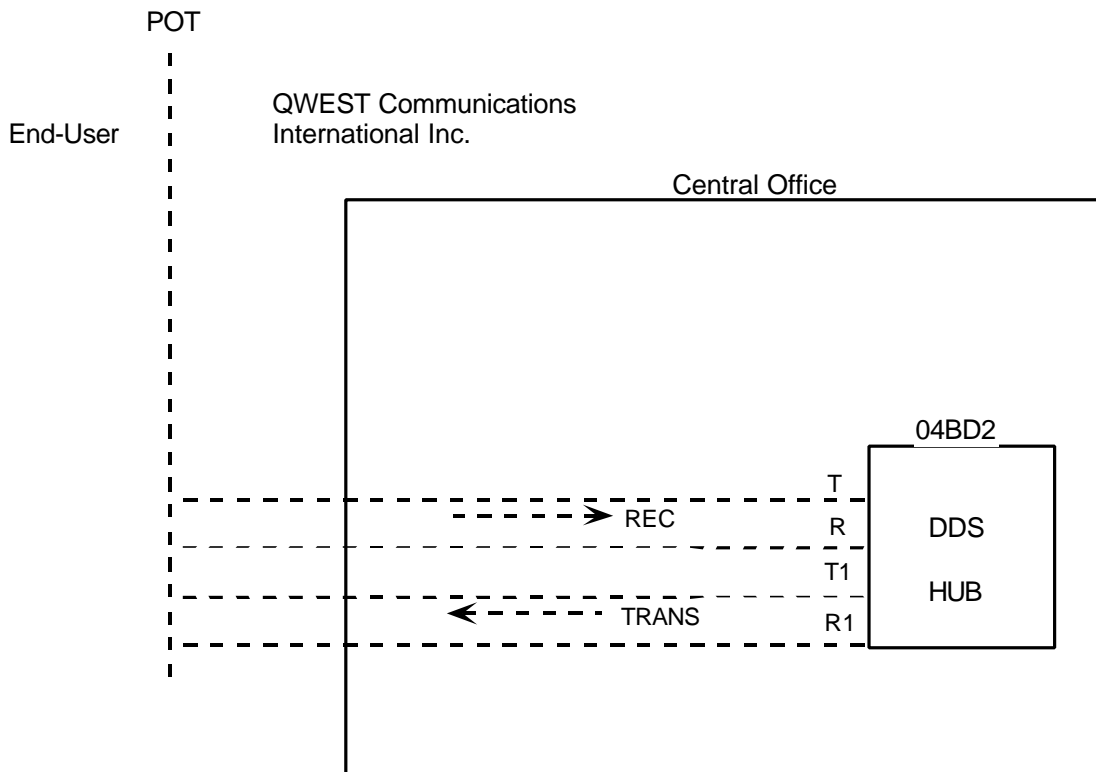 POT
QWEST Communications
International Inc.
End-User
Central Office
04BD2
T
REC
R
DDS
T1
HUB
TRANS
R1